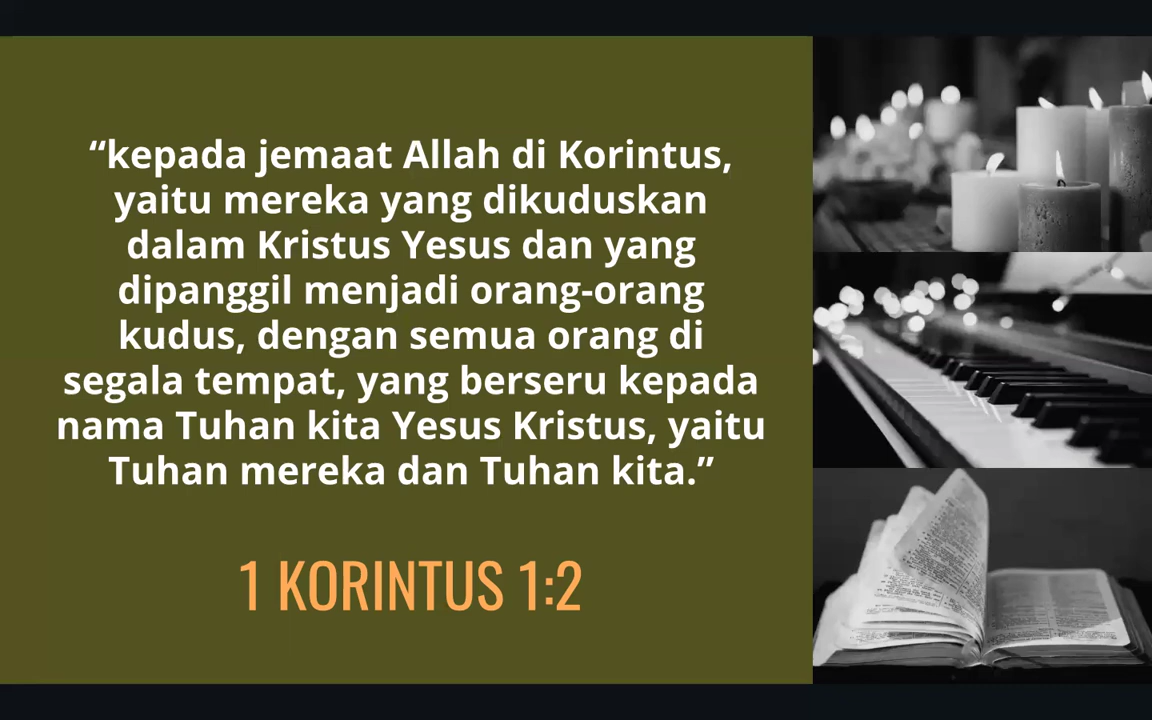 “kepada jemaat Allah di Korintus,
yaitu mereka yang dikuduskan
dalam Kristus Yesus dan yang
dipanggil menjadi orang-orang
kudus, dengan semua orang di
segala tempat, yang berseru kepada
nama Tuhan kita Yesus Kristus, yaitu
Tuhan mereka dan Tuhan kita.”
1 KORINTUS 1:2